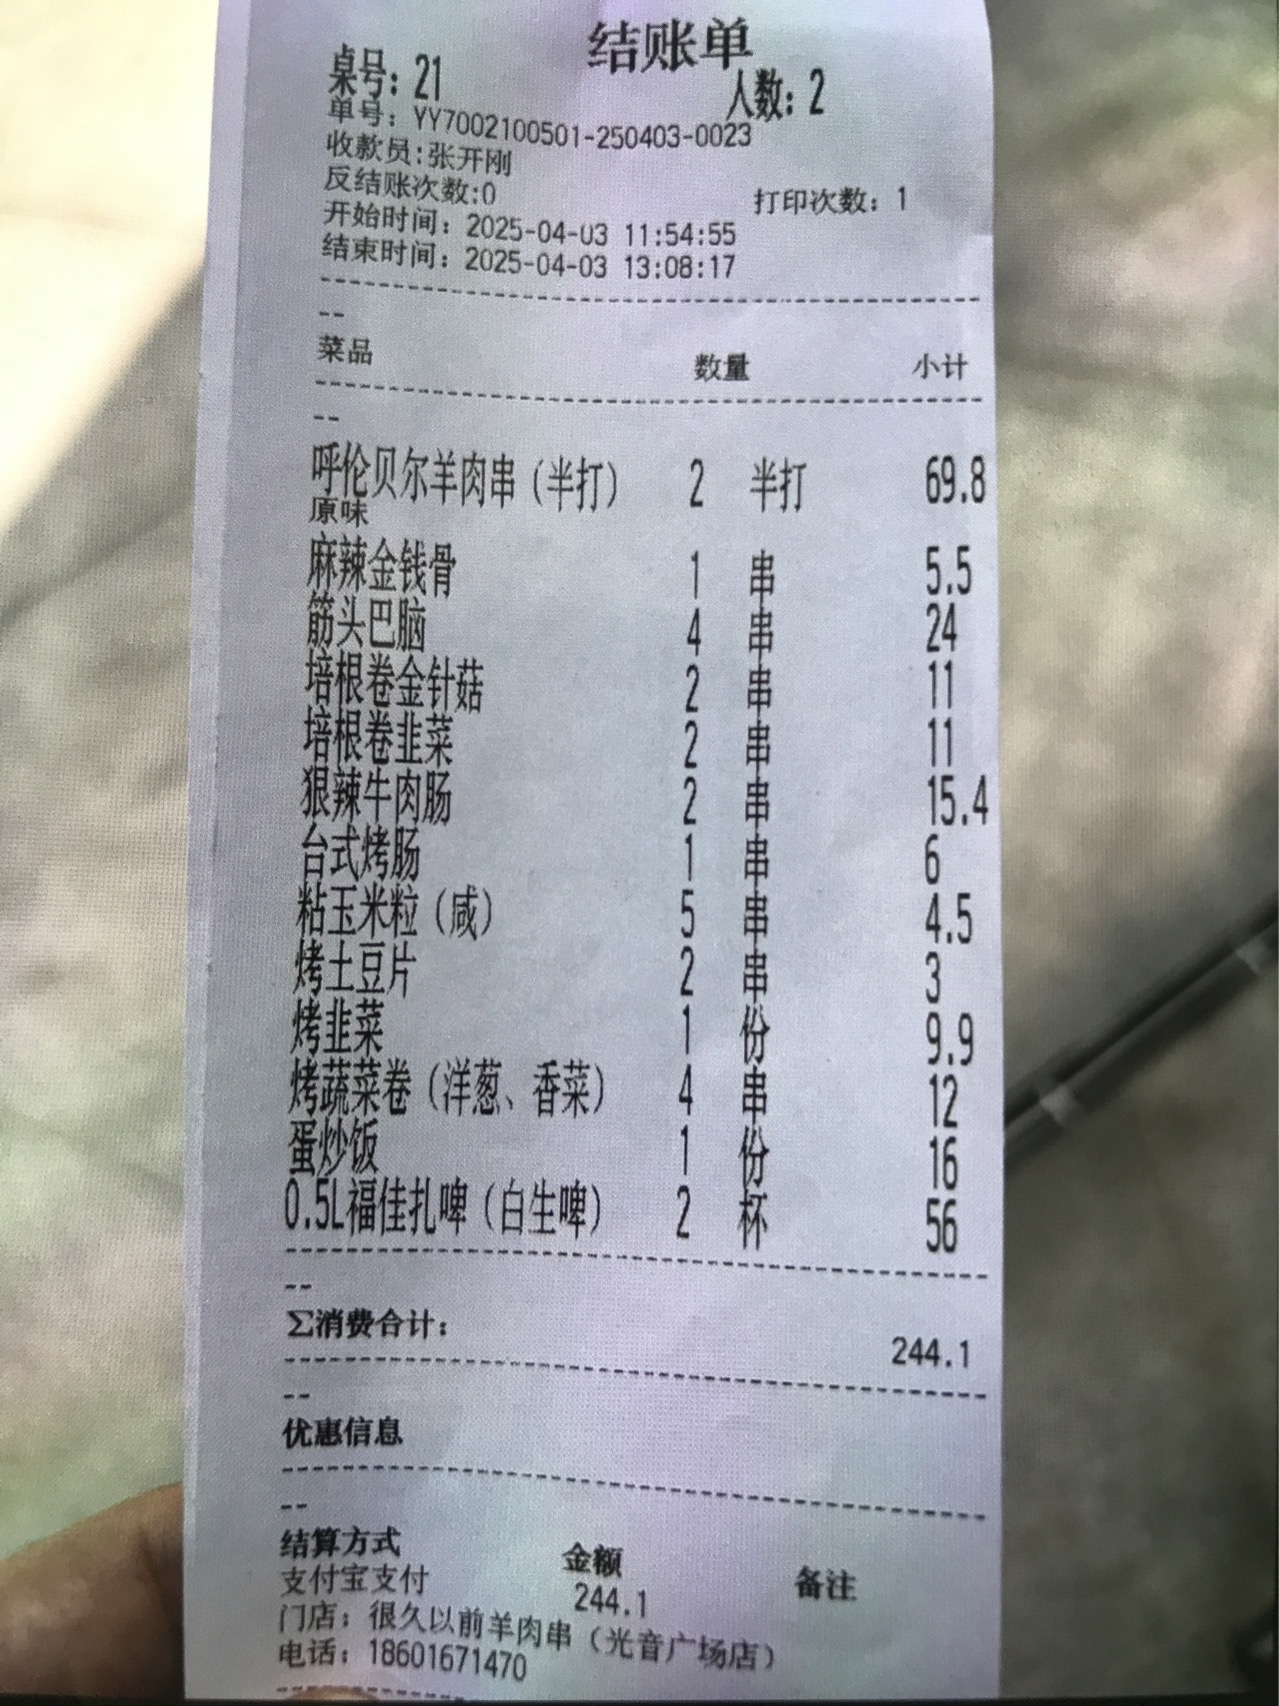 结账单
桌号: 21 人数: 2
单号: YY7002100501-250403-0023
收款员:张开刚
反结账次数:0 打印次数: 1
开始时间: 2025-04-03 11:54:55
结束时间: 2025-04-03 13:08:17
--------------------------------
--
菜品 数量 小计
--------------------------------
--
呼伦贝尔羊肉串（半打） 2 半打 69.8
原味
麻辣金钱骨 1 串 5.5
筋头巴脑 4 串 24
培根卷金针菇 2 串 11
培根卷韭菜 2 串 11
狠辣牛肉肠 2 串 15.4
台式烤肠 1 串 6
粘玉米粒（咸） 5 串 4.5
烤土豆片 2 串 3
烤韭菜 1 份 9.9
烤蔬菜卷（洋葱、香菜） 4 串 12
蛋炒饭 1 份 16
0.5L福佳扎啤（白生啤） 2 杯 56
--------------------------------
--
∑消费合计: 244.1
--------------------------------
--
优惠信息
--------------------------------
--
结算方式 金额 备注
支付宝支付 244.1
门店: 很久以前羊肉串（光音广场店）
电话: 18601671470